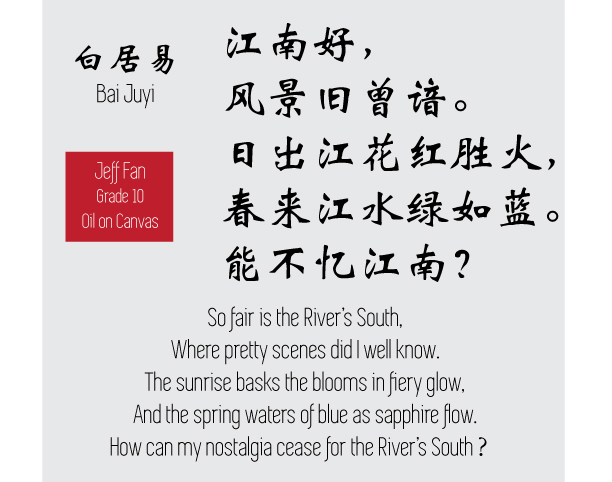 白居易
Bai Juyi
Jeff Fan
Grade 10
Oil on Canvas
江南好，
风景旧曾谙。
日出江花红胜火，
春来江水绿如蓝。
能不忆江南？
So fair is the River's South,
Where pretty scenes did I well know.
The sunrise basks the blooms in fiery glow,
And the spring waters of blue as sapphire flow.
How can my nostalgia cease for the River's South？